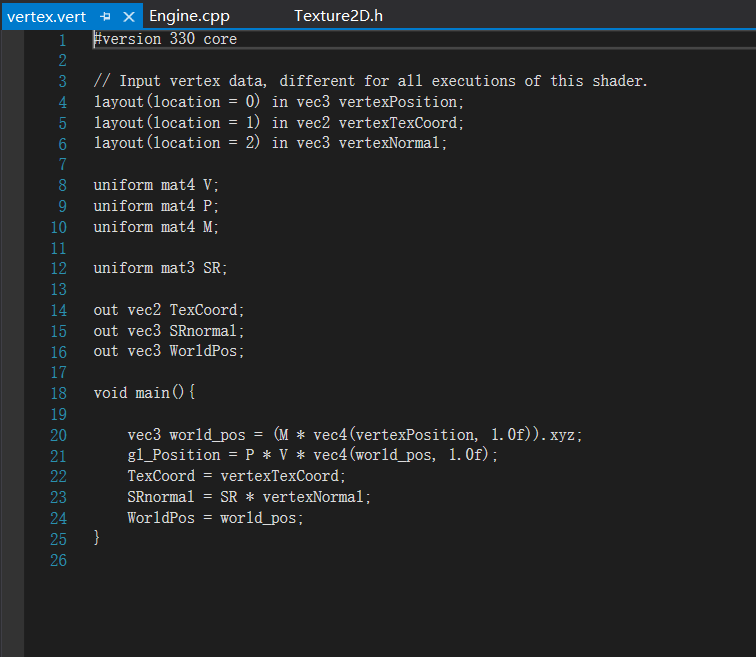 vertex.vert Engine.cpp Texture2D.h
1 #version 330 core
2
3 // Input vertex data, different for all executions of this shader.
4 layout(location = 0) in vec3 vertexPosition;
5 layout(location = 1) in vec2 vertexTexCoord;
6 layout(location = 2) in vec3 vertexNormal;
7
8 uniform mat4 V;
9 uniform mat4 P;
10 uniform mat4 M;
11
12 uniform mat3 SR;
13
14 out vec2 TexCoord;
15 out vec3 SRnormal;
16 out vec3 WorldPos;
17
18 void main(){
19
20 vec3 world_pos = (M * vec4(vertexPosition, 1.0f)).xyz;
21 gl_Position = P * V * vec4(world_pos, 1.0f);
22 TexCoord = vertexTexCoord;
23 SRnormal = SR * vertexNormal;
24 WorldPos = world_pos;
25 }
26